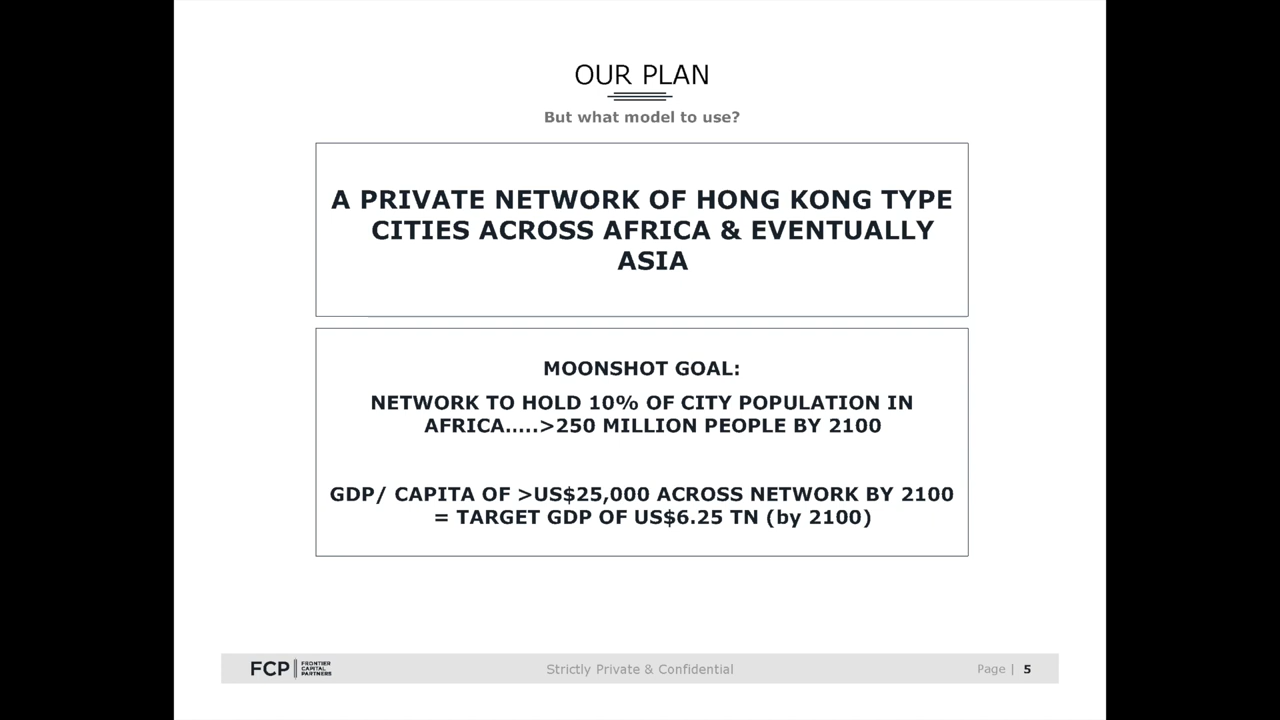 OUR PLAN
But what model to use?
A PRIVATE NETWORK OF HONG KONG TYPE
CITIES ACROSS AFRICA & EVENTUALLY
ASIA
MOONSHOT GOAL:
NETWORK TO HOLD 10% OF CITY POPULATION IN
AFRICA.....>250 MILLION PEOPLE BY 2100
GDP/ CAPITA OF >US$25,000 ACROSS NETWORK BY 2100
= TARGET GDP OF US$6.25 TN (by 2100)
FCP
FRONTIER
CAPITAL
PARTNERS
Strictly Private & Confidential
Page | 5